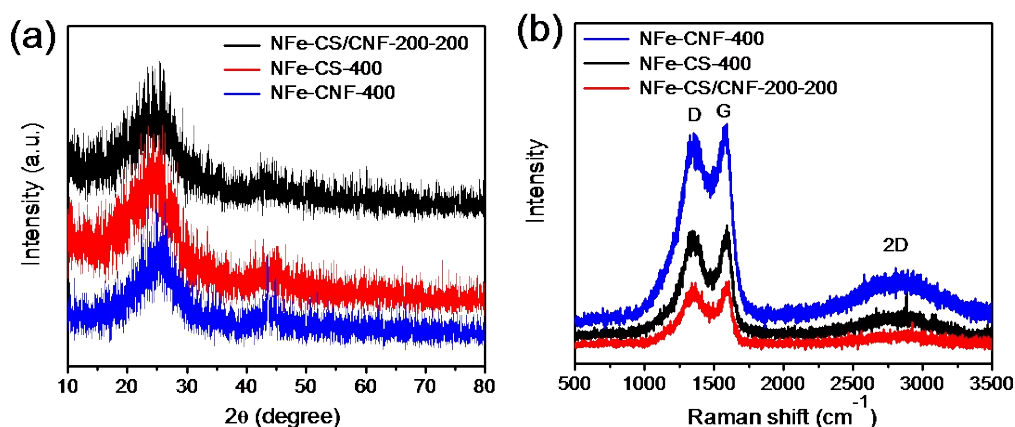 (a)
NFe-CS/CNF-200-200
NFe-CS-400
NFe-CNF-400
Intensity (a.u.)
10 20 30 40 50 60 70 80
2θ (degree)
(b)
NFe-CNF-400
NFe-CS-400
NFe-CS/CNF-200-200
D G
2D
Intensity
500 1000 1500 2000 2500 3000 3500
Raman shift (cm⁻¹)